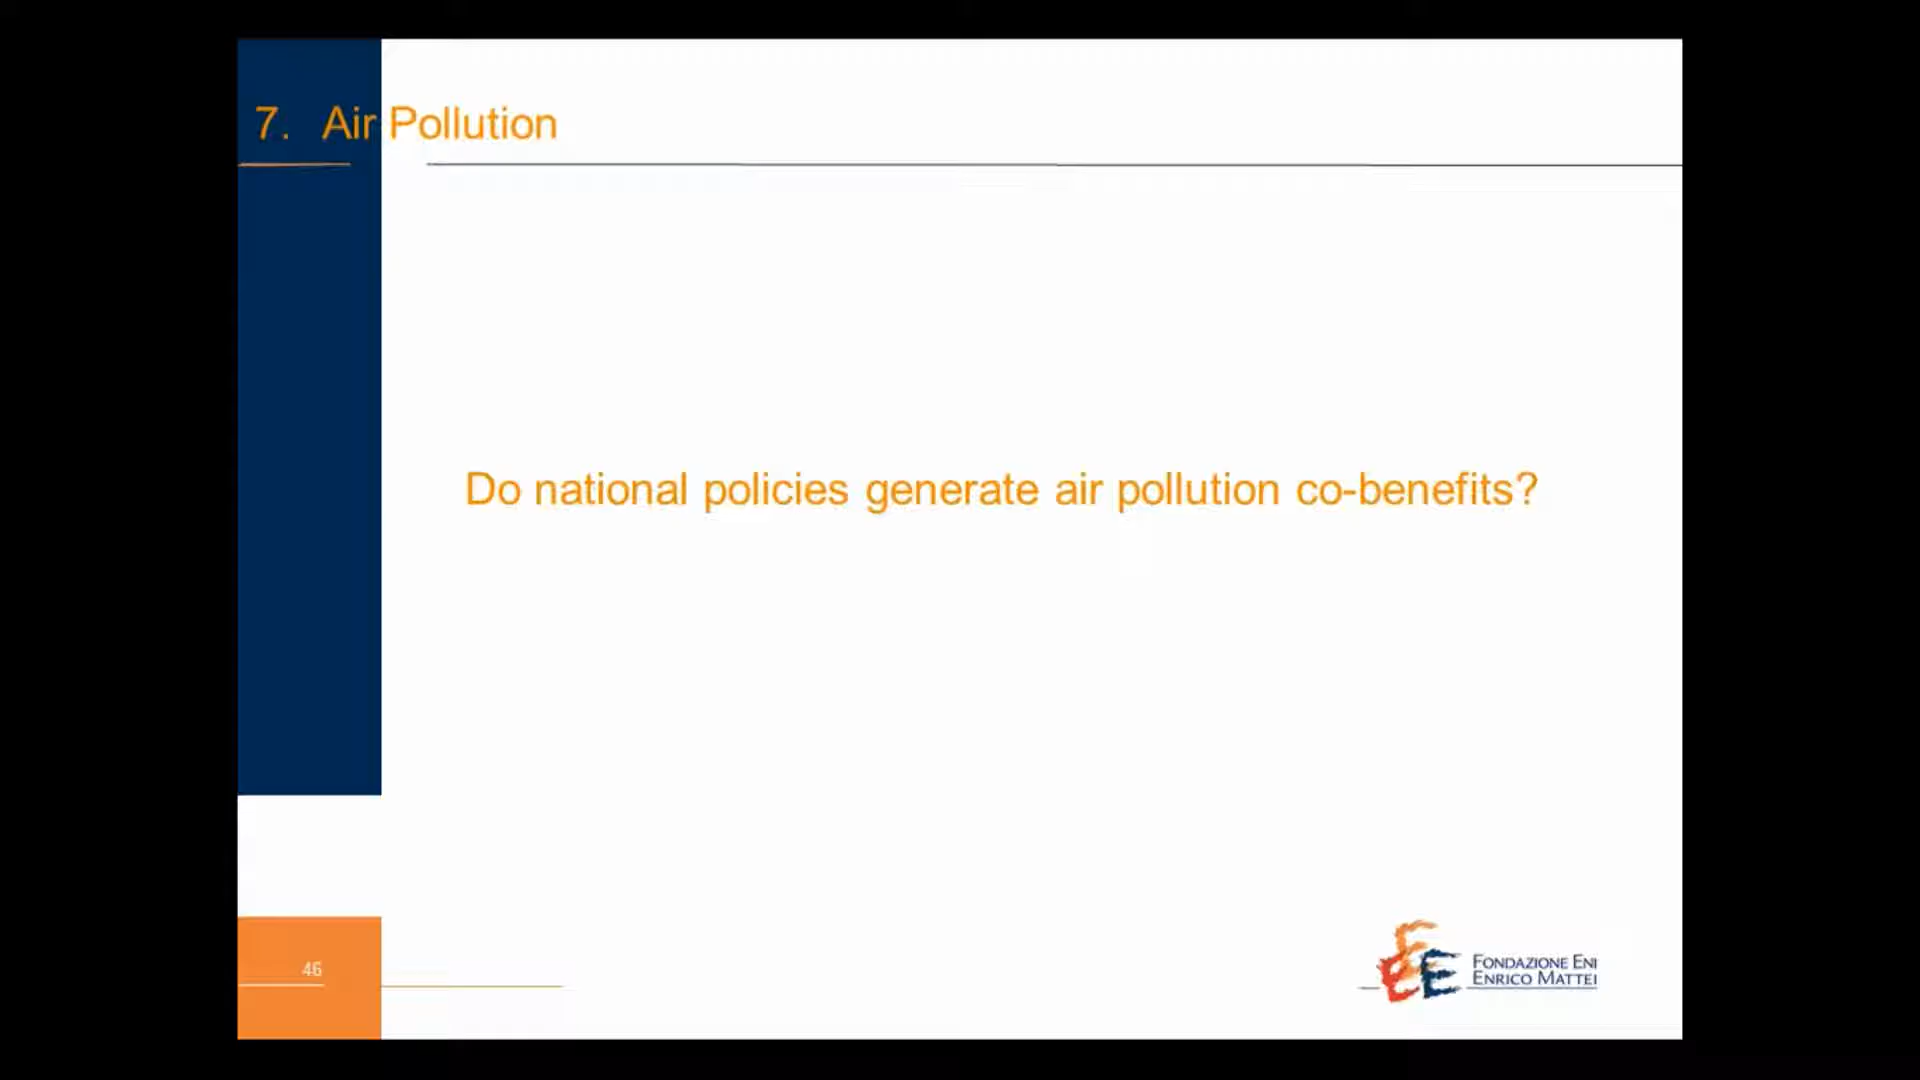 7. Air Pollution
Do national policies generate air pollution co-benefits?
46
FONDAZIONE ENI
ENRICO MATTEI